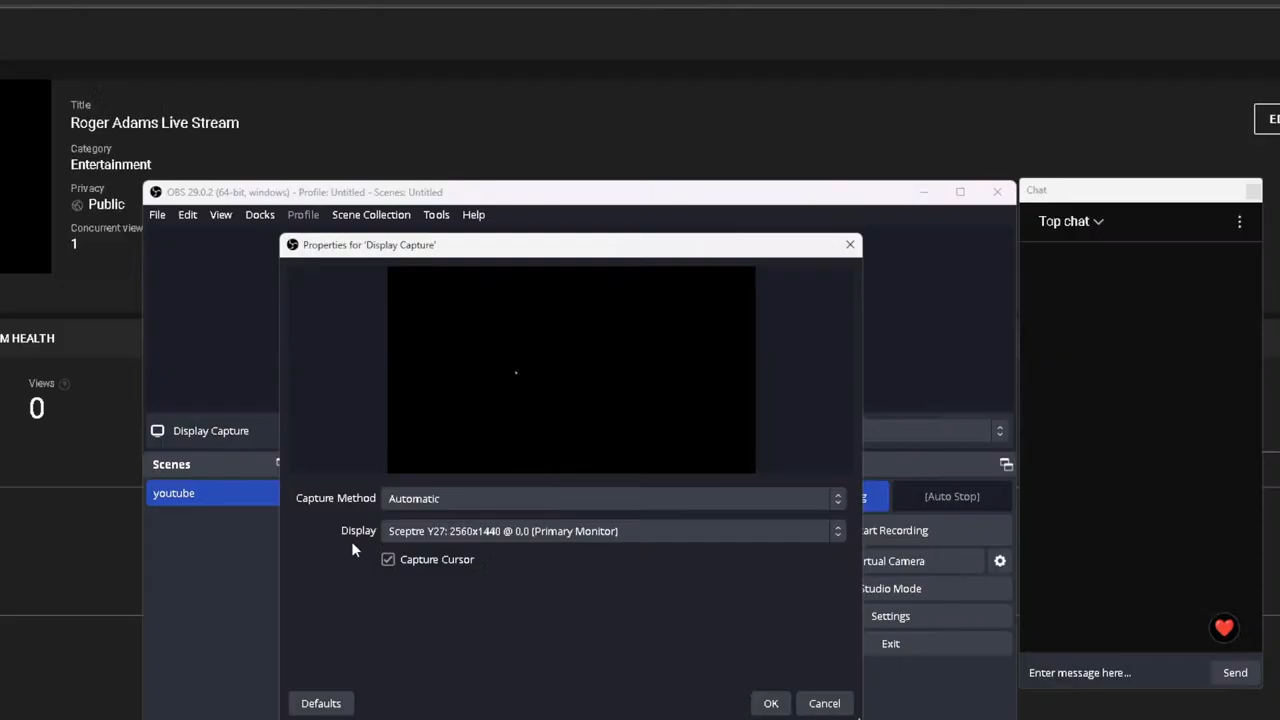 Title
Roger Adams Live Stream
Category
Entertainment
Privacy
Public
Concurrent view
1
M HEALTH
Views
0
OBS 29.0.2 (64-bit, windows) - Profile: Untitled - Scenes: Untitled
File Edit View Docks Profile Scene Collection Tools Help
Properties for 'Display Capture'
Capture Method Automatic
Display Sceptre Y27: 2560x1440 @ 0,0 (Primary Monitor)
Capture Cursor
Defaults OK Cancel
Display Capture
Scenes
youtube
g (Auto Stop)
art Recording
rtual Camera
Studio Mode
Settings
Exit
Chat
Top chat
Enter message here...
Send